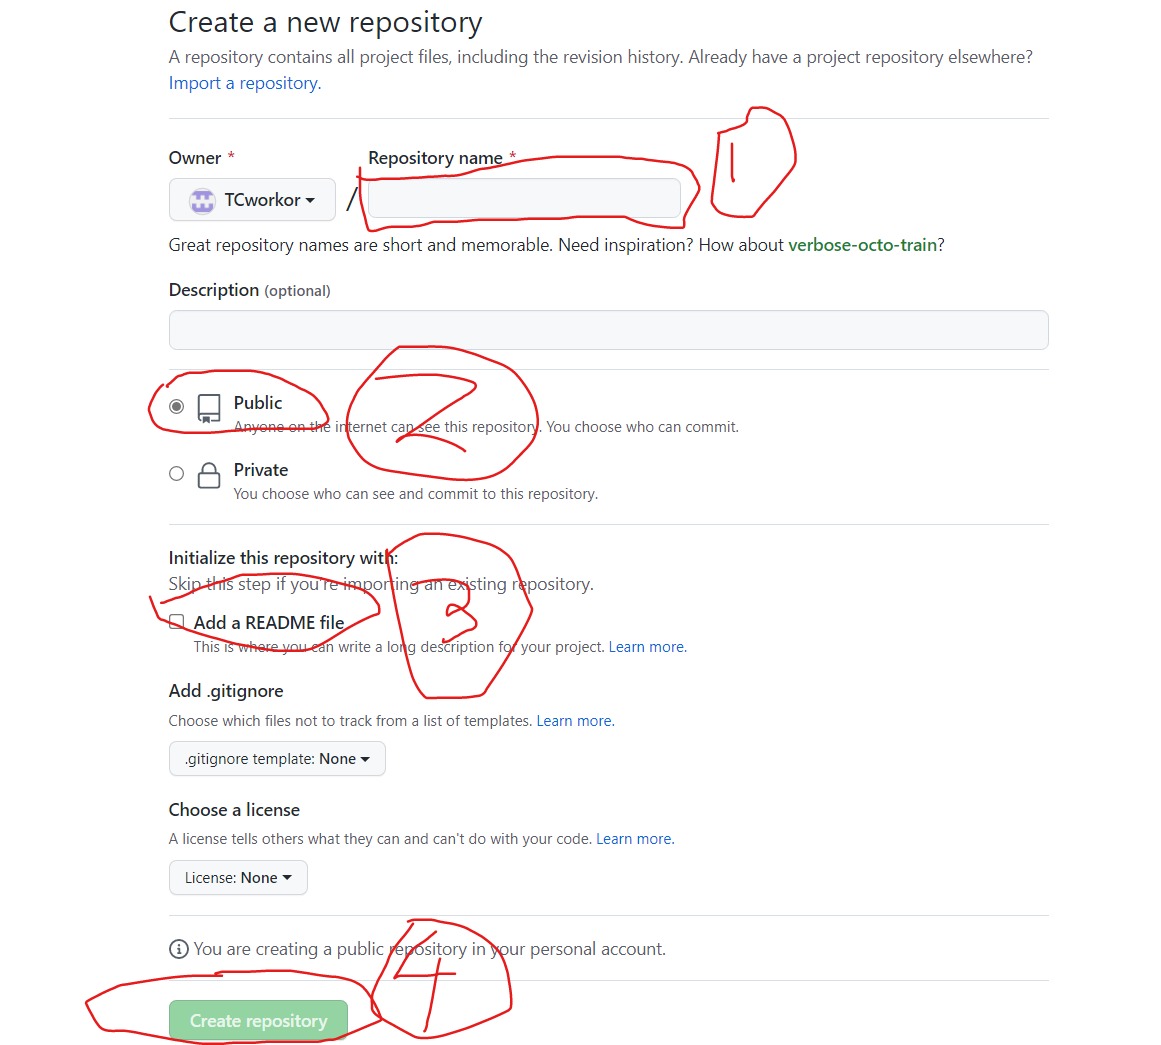 Create a new repository
A repository contains all project files, including the revision history. Already have a project repository elsewhere?
Import a repository.
Owner * Repository name *
1
TCworkor /
Great repository names are short and memorable. Need inspiration? How about verbose-octo-train?
Description (optional)
Public
2
Anyone on the internet can see this repository. You choose who can commit.
Private
You choose who can see and commit to this repository.
Initialize this repository with:
Skip this step if you're importing an existing repository.
3
Add a README file
This is where you can write a long description for your project. Learn more.
Add .gitignore
Choose which files not to track from a list of templates. Learn more.
.gitignore template: None
Choose a license
A license tells others what they can and can't do with your code. Learn more.
License: None
You are creating a public repository in your personal account.
4
Create repository